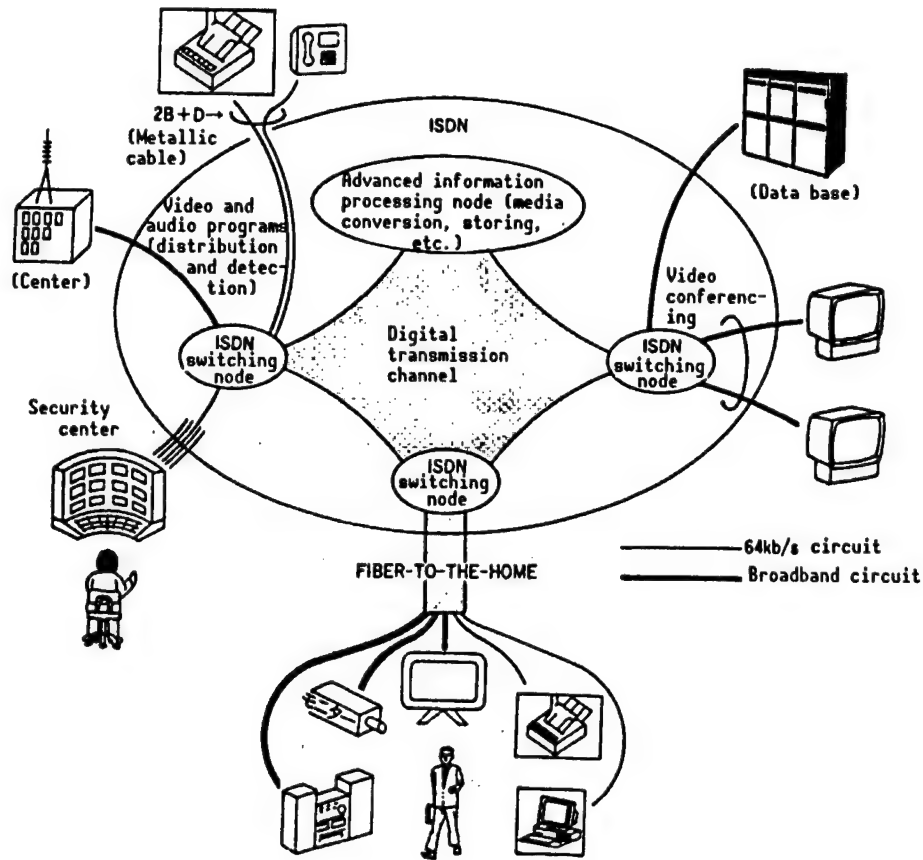 2B+D→
(Metallic
cable)
ISDN
(Data base)
Advanced information
processing node (media
conversion, storing,
etc.)
Video and
audio programs
(distribution
and detec-
tion)
(Center)
Video
conferenc-
ing
Digital
transmission
channel
ISDN
switching
node
ISDN
switching
node
Security
center
ISDN
switching
node
64kb/s circuit
Broadband circuit
FIBER-TO-THE-HOME